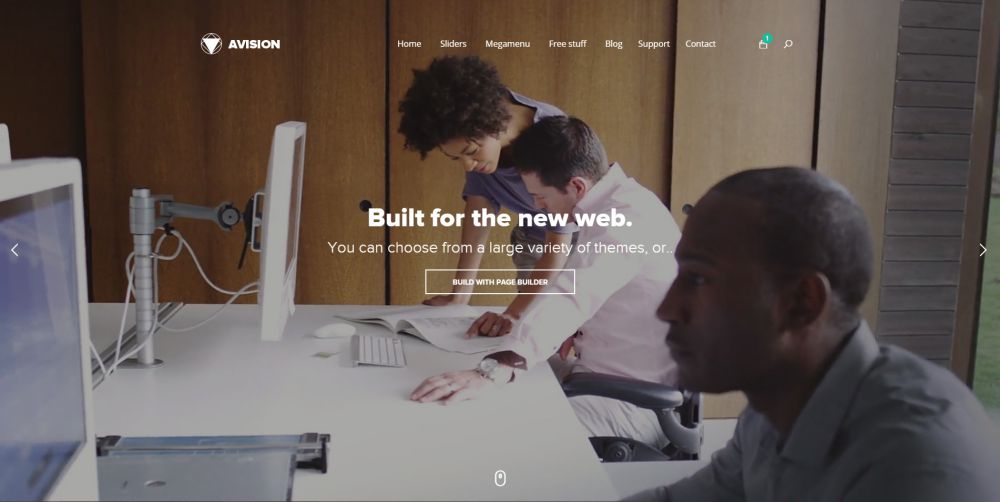 AVISION
Home Sliders Megamenu Free stuff Blog Support Contact 1
Built for the new web.
You can choose from a large variety of themes, or...
BUILD WITH PAGE BUILDER